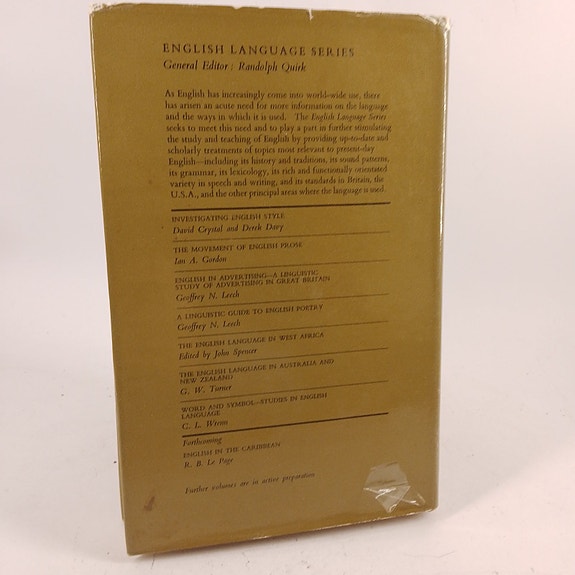 ENGLISH LANGUAGE SERIES
General Editor: Randolph Quirk
As English has increasingly come into world-wide use, there
has arisen an acute need for more information on the language
and the ways in which it is used. The English Language Series
seeks to meet this need and to play a part in further stimulating
the study and teaching of English by providing up-to-date and
scholarly treatments of topics most relevant to present-day
English—including its history and traditions, its sound patterns,
its grammar, its lexicology, its rich and functionally orientated
variety in speech and writing, and its standards in Britain, the
U.S.A., and the other principal areas where the language is used.
INVESTIGATING ENGLISH STYLE
David Crystal and Derek Davy
THE MOVEMENT OF ENGLISH PROSE
Ian A. Gordon
ENGLISH IN ADVERTISING—A LINGUISTIC
STUDY OF ADVERTISING IN GREAT BRITAIN
Geoffrey N. Leech
A LINGUISTIC GUIDE TO ENGLISH POETRY
Geoffrey N. Leech
THE ENGLISH LANGUAGE IN WEST AFRICA
Edited by John Spencer
THE ENGLISH LANGUAGE IN AUSTRALIA AND
NEW ZEALAND
G. W. Turner
WORD AND SYMBOL—STUDIES IN ENGLISH
LANGUAGE
C. L. Wrenn
Forthcoming
ENGLISH IN THE CARIBBEAN
R. B. Le Page
Further volumes are in active preparation